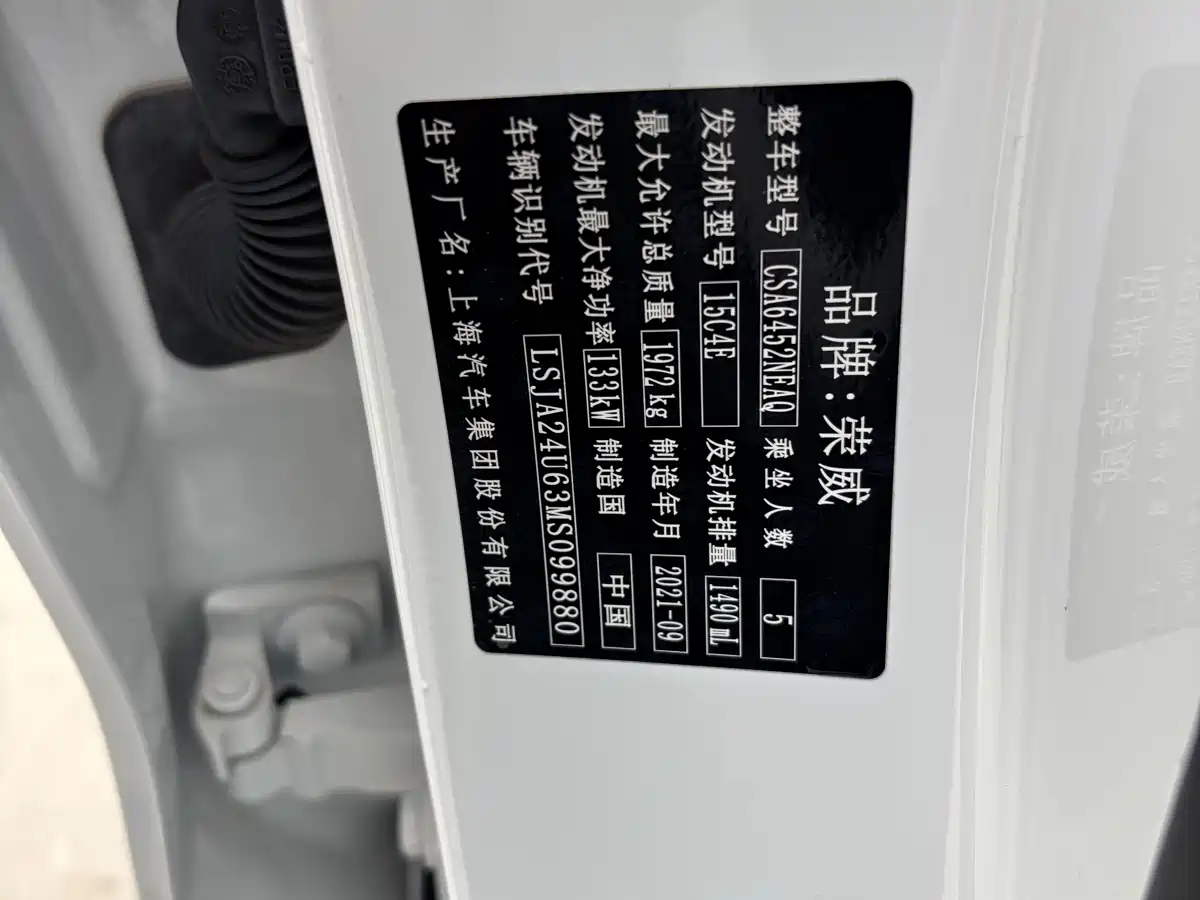 品牌:荣威
整车型号 CSA6452NEAQ 乘坐人数 5
发动机型号 15C4E 发动机排量 1490mL
最大允许总质量 1972kg 制造年月 2021-09
发动机最大净功率 133kW 制造国 中国
车辆识别代号 LSJA24U63MS099880
生产厂名:上海汽车集团股份有限公司